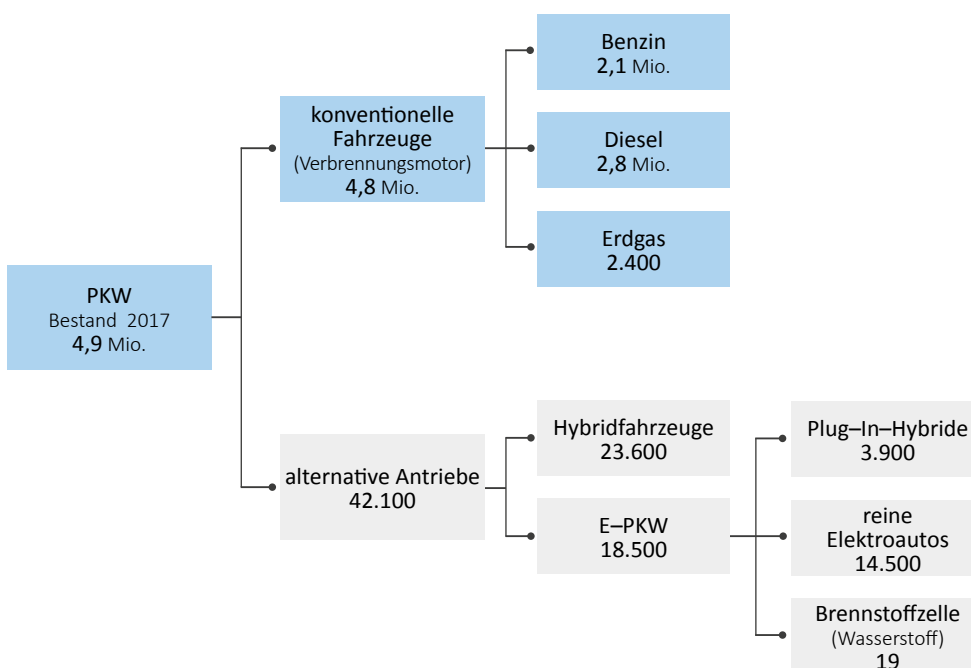 Benzin
2,1 Mio.
konventionelle
Fahrzeuge
(Verbrennungsmotor)
4,8 Mio.
Diesel
2,8 Mio.
Erdgas
2.400
PKW
Bestand 2017
4,9 Mio.
alternative Antriebe
42.100
Hybridfahrzeuge
23.600
E–PKW
18.500
Plug–In–Hybride
3.900
reine
Elektroautos
14.500
Brennstoffzelle
(Wasserstoff)
19